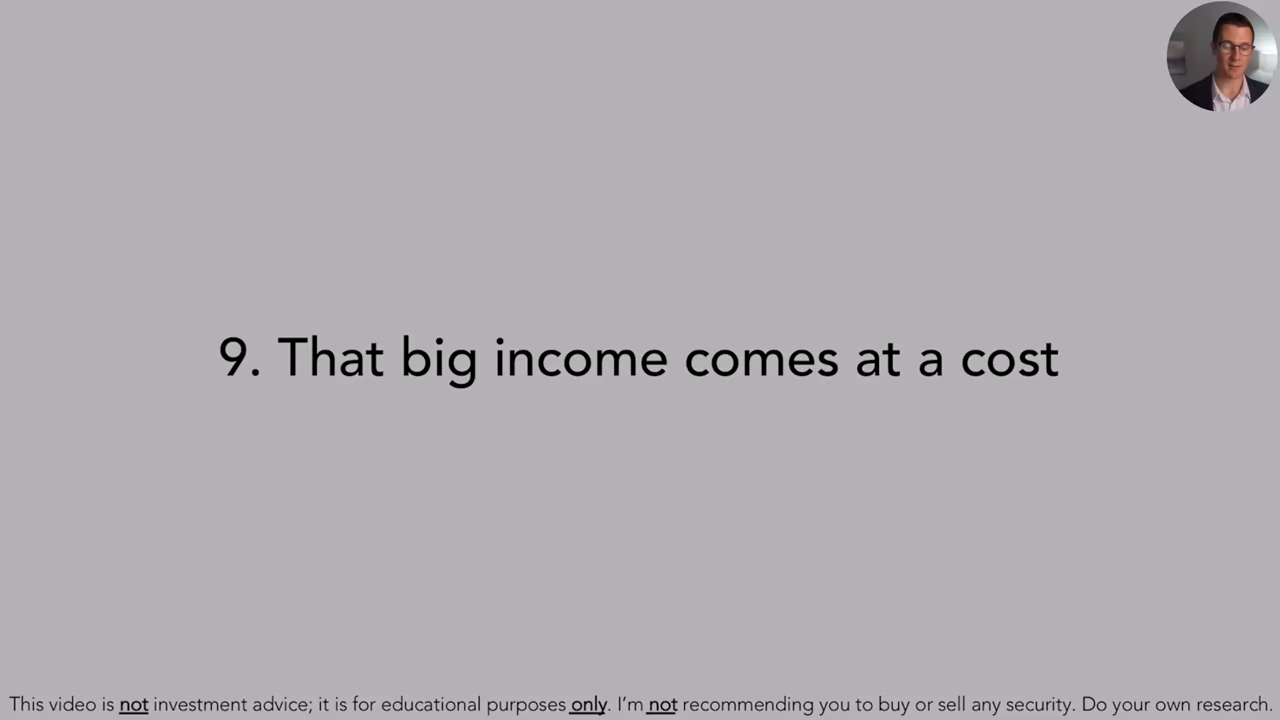 9. That big income comes at a cost
This video is not investment advice; it is for educational purposes only. I'm not recommending you to buy or sell any security. Do your own research.